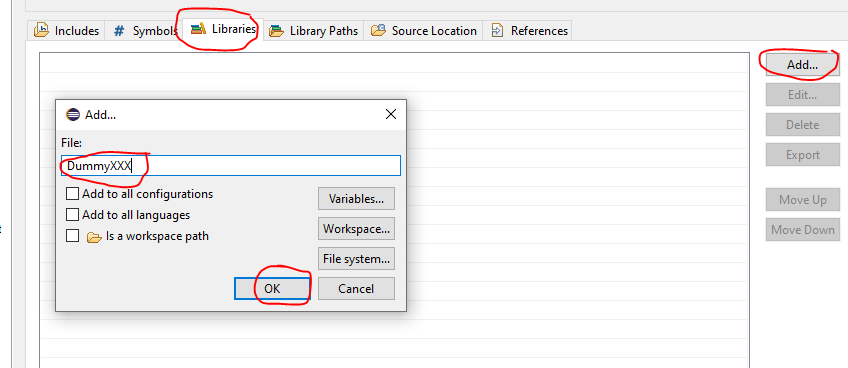 Includes
# Symbols
Libraries
Library Paths
Source Location
References
Add...
Edit...
Delete
Export
Move Up
Move Down
Add...
File:
DummyXXX
Add to all configurations
Add to all languages
Is a workspace path
Variables...
Workspace...
File system...
OK
Cancel